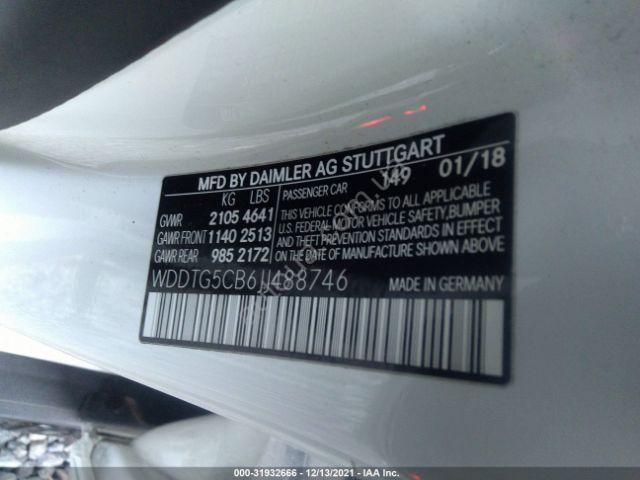 MFD BY DAIMLER AG STUTTGART
149 01/18
KG LBS
GVWR 2105 4641
GAWR FRONT 1140 2513
GAWR REAR 985 2172
PASSENGER CAR
THIS VEHICLE CONFORMS TO ALL APPLICABLE
U.S. FEDERAL MOTOR VEHICLE SAFETY, BUMPER
AND THEFT PREVENTION STANDARDS IN EFFECT
ON THE DATE OF MANUFACTURE SHOWN ABOVE.
WDDTG5CB6JJ488746
MADE IN GERMANY
000-31932666 - 12/13/2021 - IAA Inc.